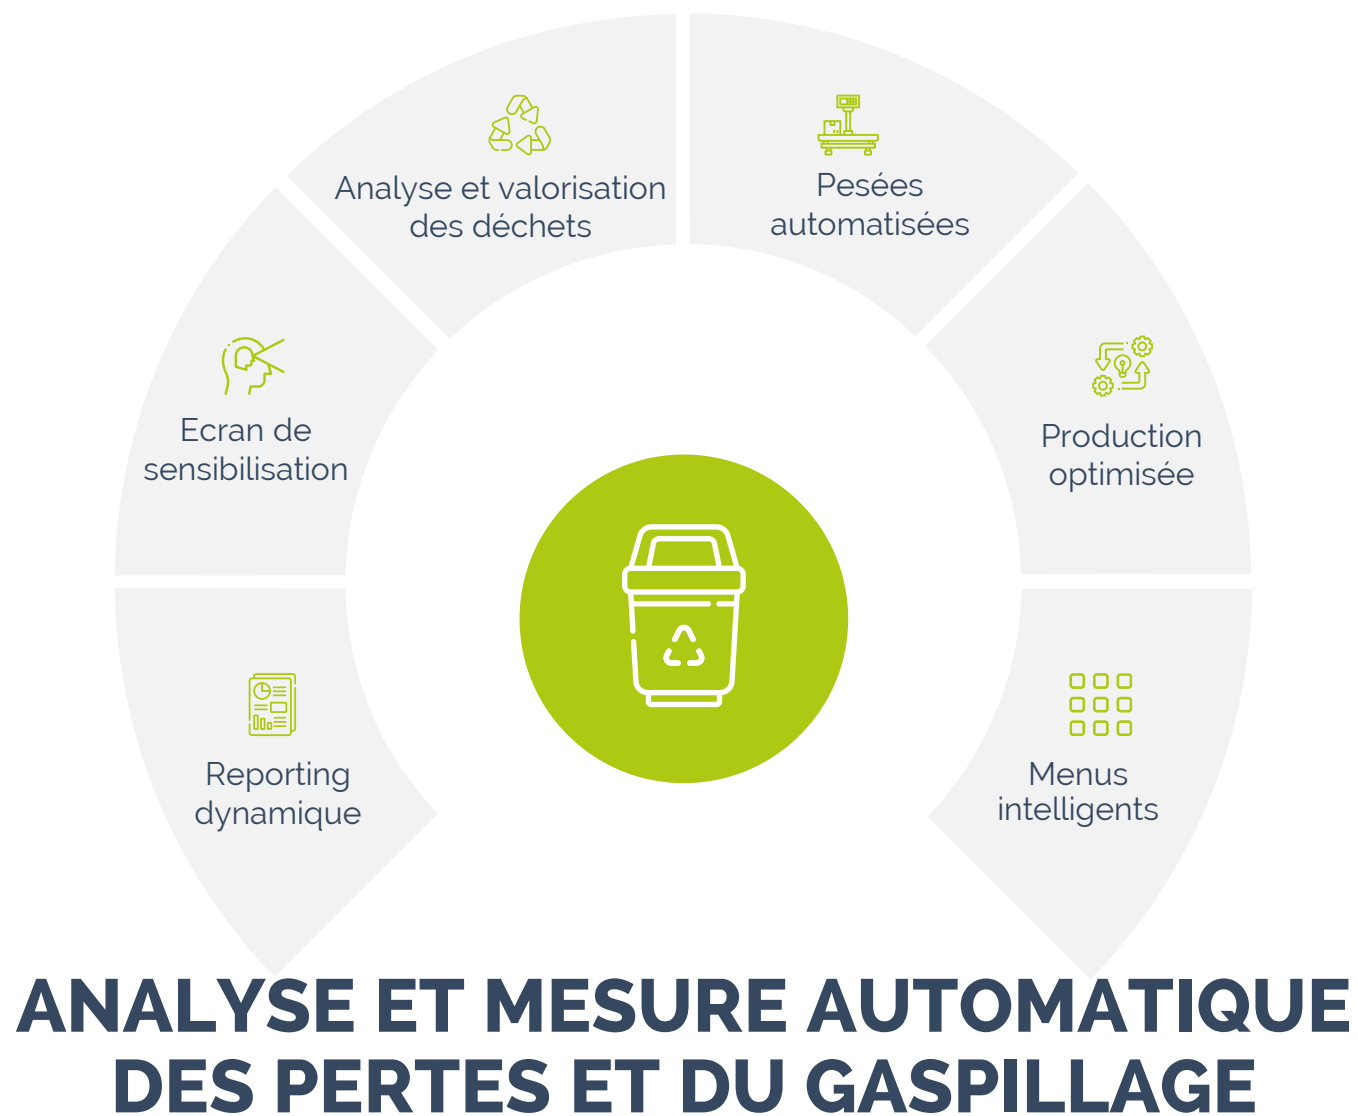 Analyse et valorisation
des déchets
Pesées
automatisées
Ecran de
sensibilisation
Production
optimisée
Reporting
dynamique
Menus
intelligents
ANALYSE ET MESURE AUTOMATIQUE
DES PERTES ET DU GASPILLAGE